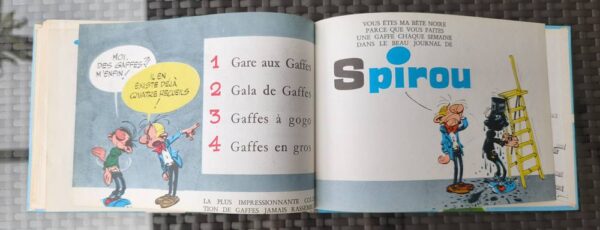 MOI,
DES GAFFES?
M'ENFIN!
IL EN
EXISTE DÉJÀ
QUATRE RECUEILS
!
1 Gare aux Gaffes
2 Gala de Gaffes
3 Gaffes à gogo
4 Gaffes en gros
LA PLUS IMPRESSIONNANTE
TION DE GAFFES JAMAIS
VOUS ÊTES MA BÊTE NOIRE
PARCE QUE VOUS FAITES
UNE GAFFE CHAQUE SEMAINE
DANS LE BEAU JOURNAL DE
Spirou